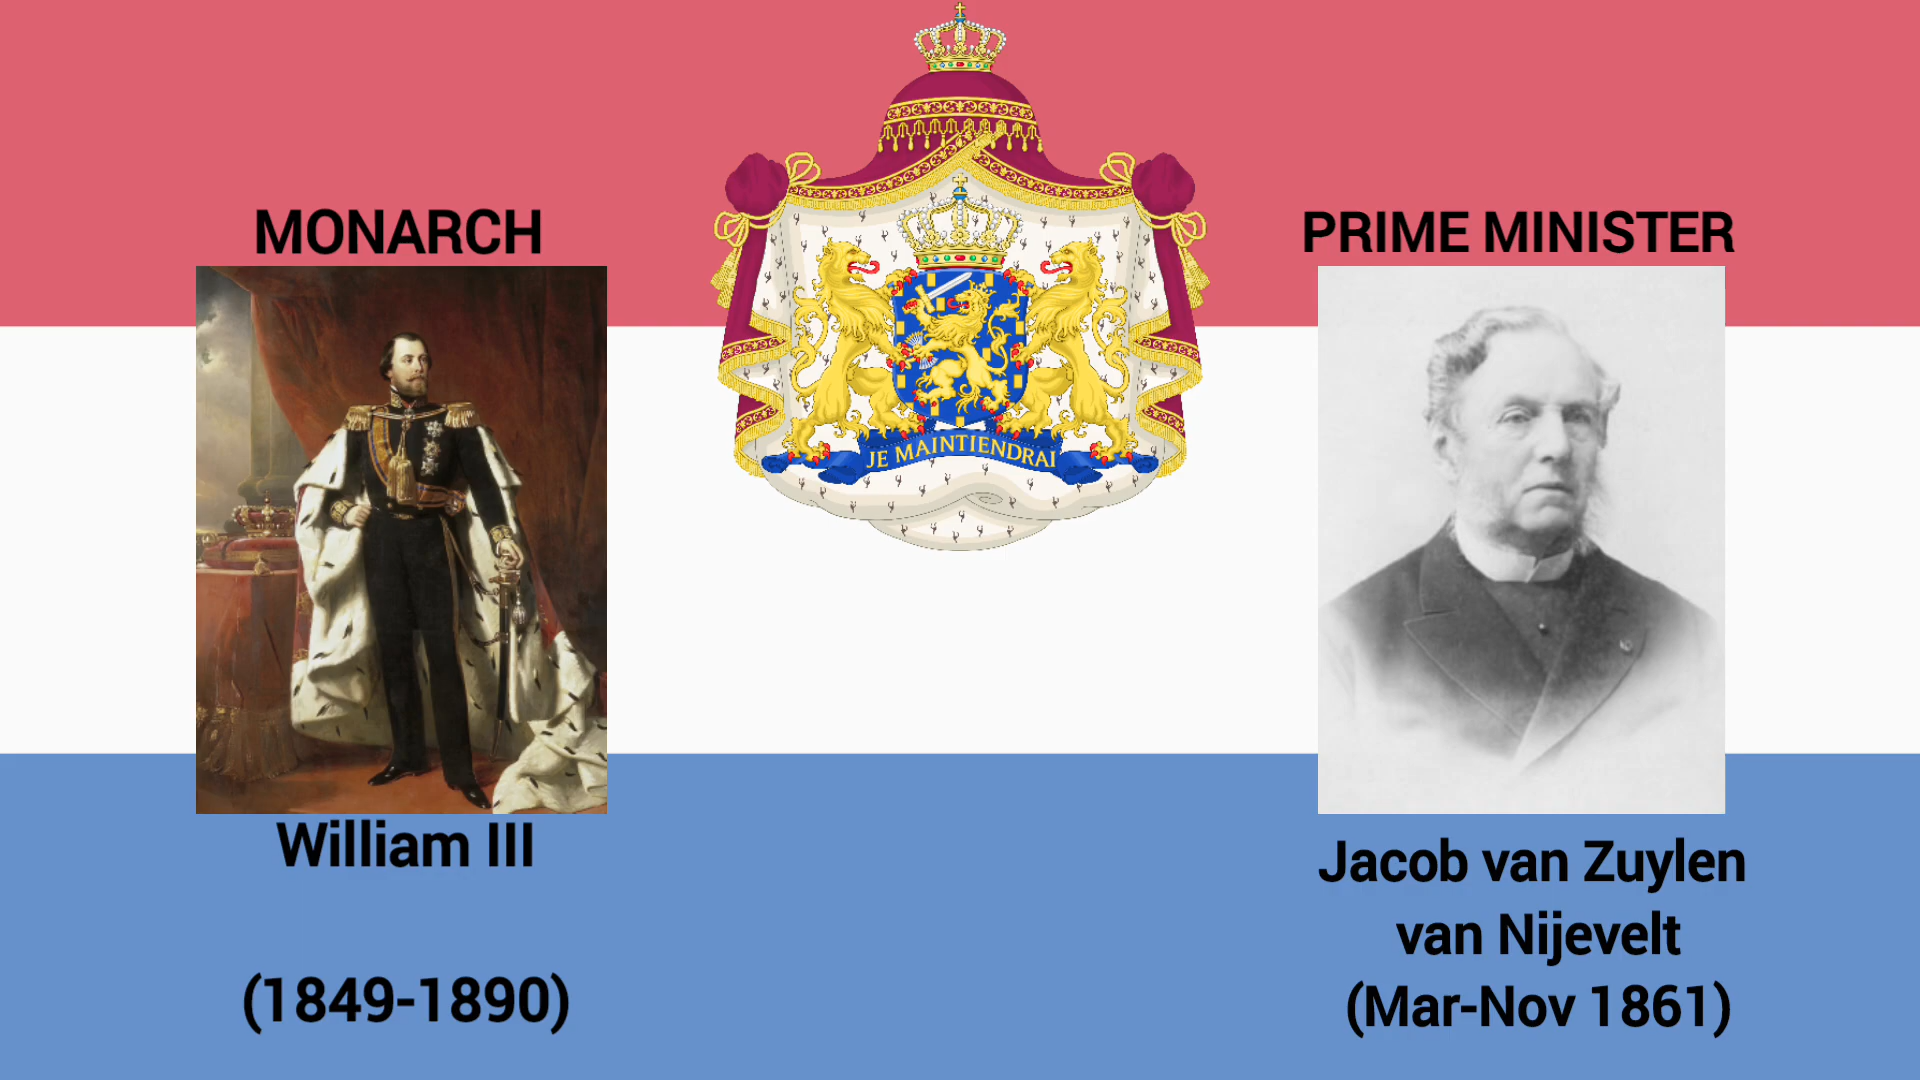 MONARCH
PRIME MINISTER
JE MAINTIENDRAI
William III
(1849-1890)
Jacob van Zuylen
van Nijevelt
(Mar-Nov 1861)